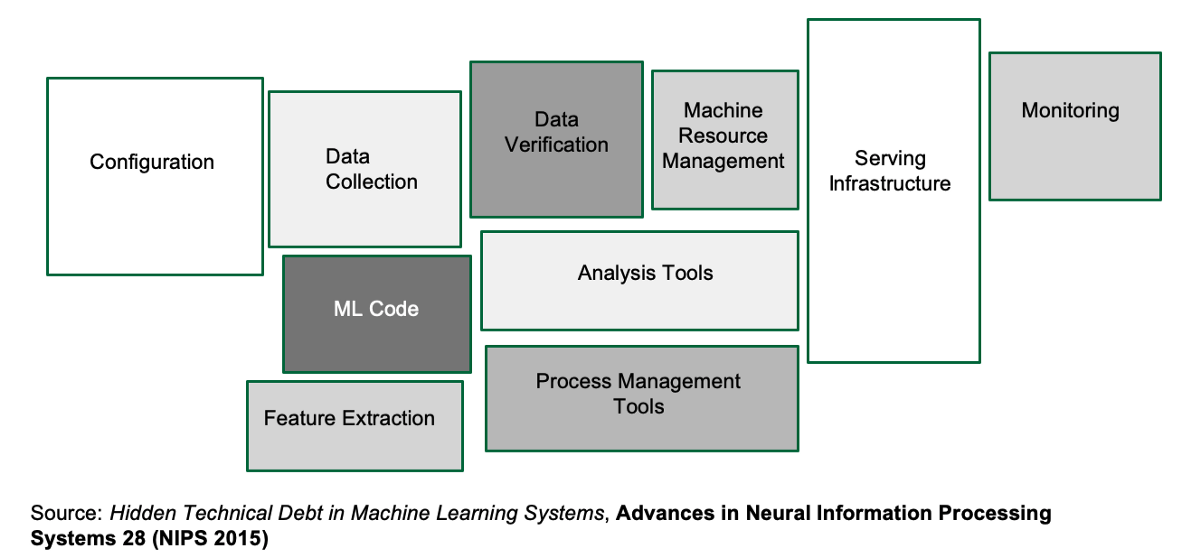 Configuration
Data
Collection
Data
Verification
Machine
Resource
Management
Serving
Infrastructure
Monitoring
ML Code
Analysis Tools
Feature Extraction
Process Management
Tools
Source: Hidden Technical Debt in Machine Learning Systems, Advances in Neural Information Processing
Systems 28 (NIPS 2015)